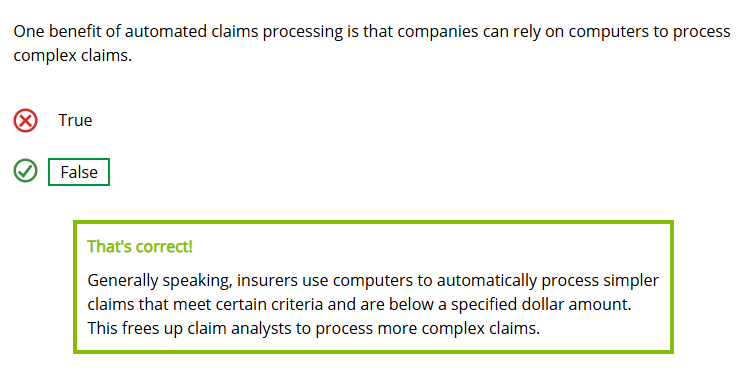 One benefit of automated claims processing is that companies can rely on computers to process
complex claims.
True
False
That's correct!
Generally speaking, insurers use computers to automatically process simpler
claims that meet certain criteria and are below a specified dollar amount.
This frees up claim analysts to process more complex claims.